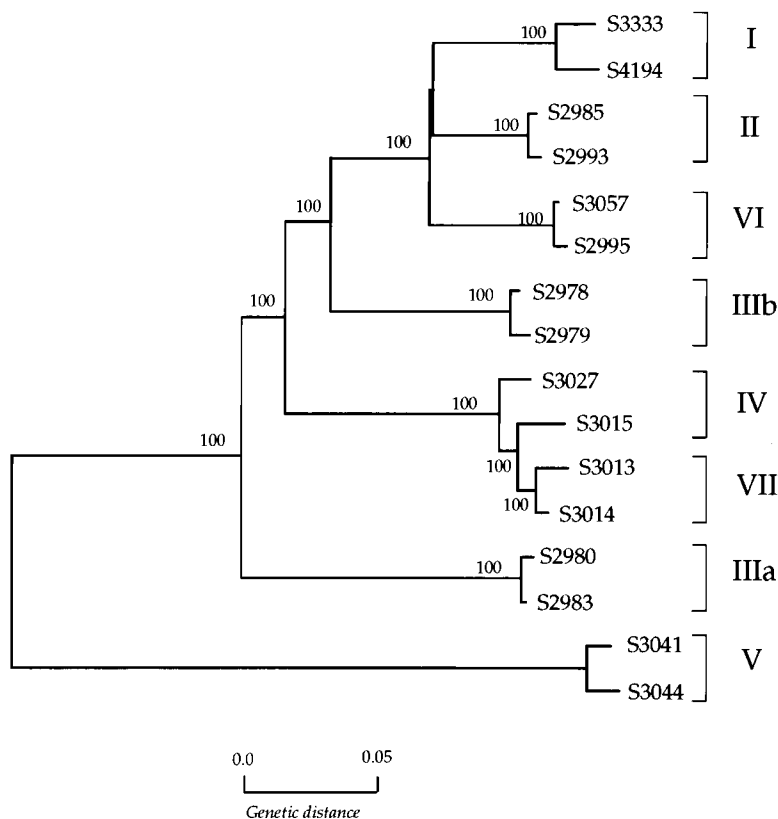 100
S3333
S4194
I
100
S2985
S2993
II
100
100
S3057
S2995
VI
100
100
S2978
S2979
IIIb
100
100
S3027
S3015
IV
100
100
S3013
S3014
VII
100
100
S2980
S2983
IIIa
S3041
S3044
V
0.0 0.05
Genetic distance